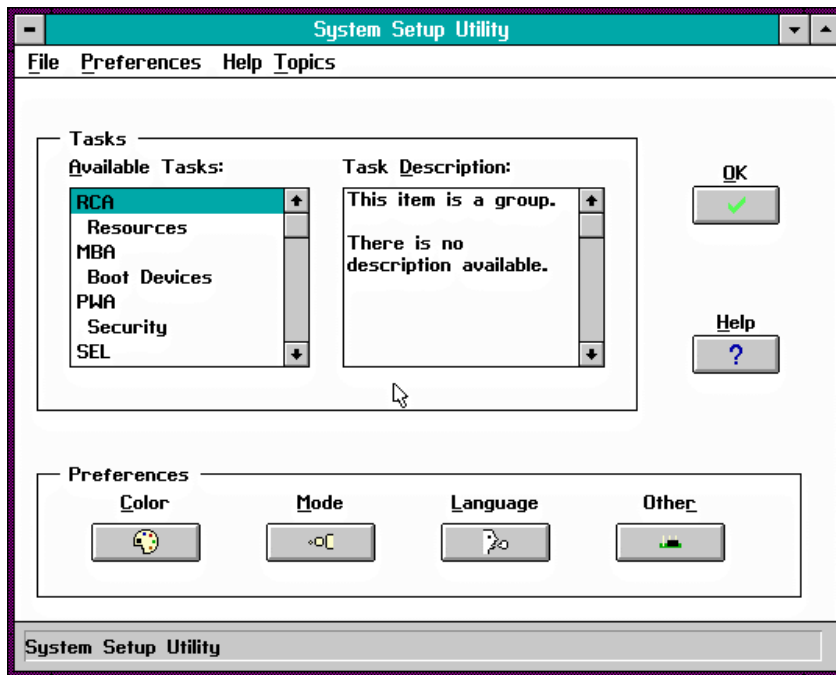 System Setup Utility
File Preferences Help Topics
Tasks
Available Tasks:
RCA
Resources
MBA
Boot Devices
PWA
Security
SEL
Task Description:
This item is a group.
There is no
description available.
OK
Help
?
Preferences
Color Mode Language Other
System Setup Utility